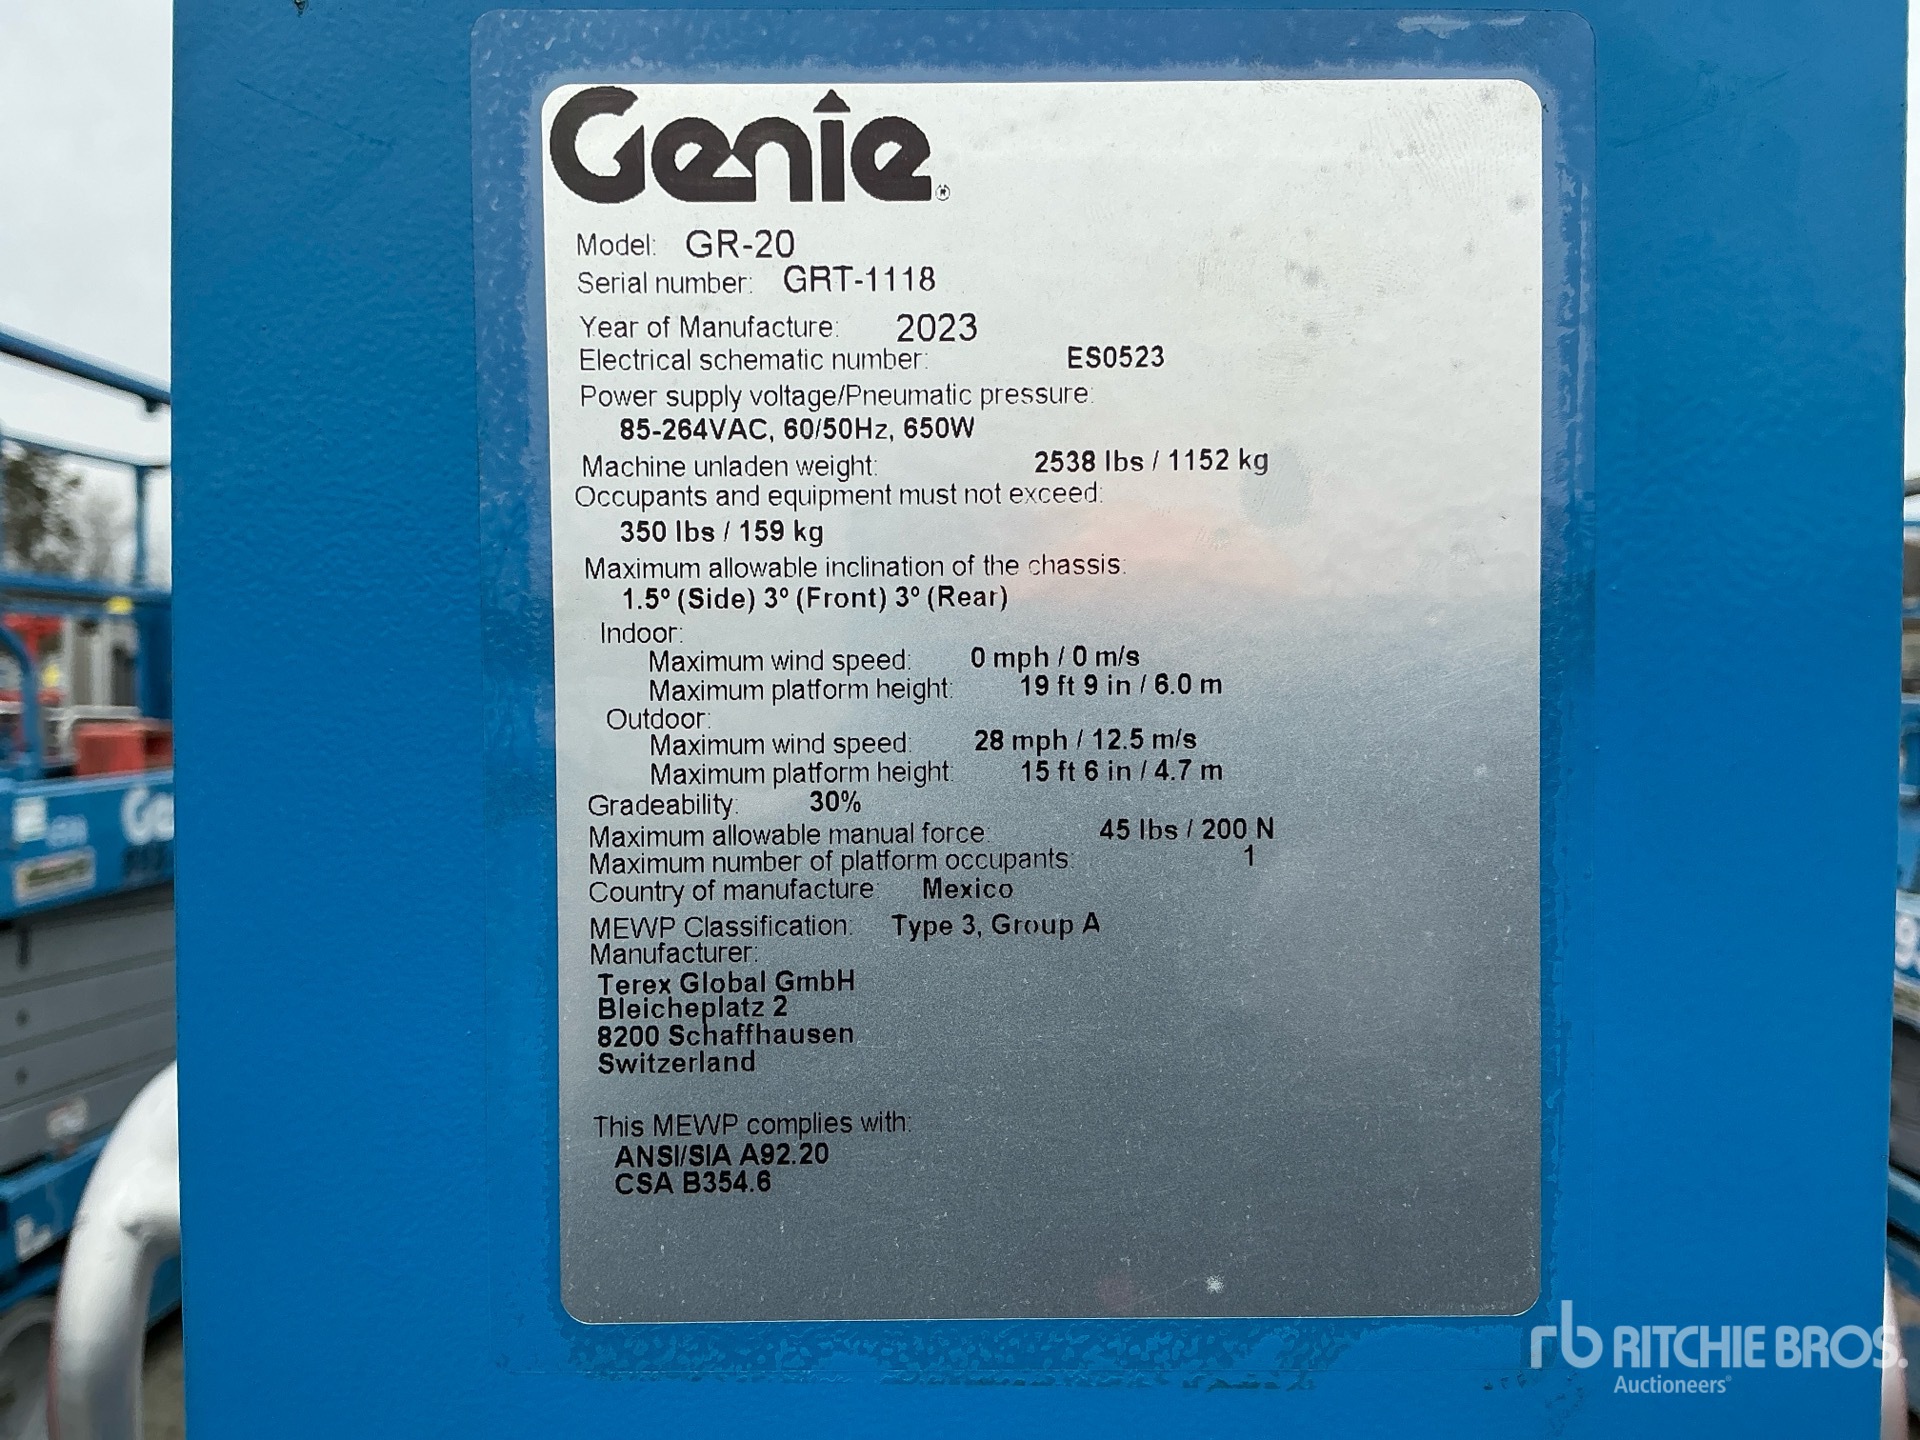 Genie
Model: GR-20
Serial number: GRT-1118
Year of Manufacture: 2023
Electrical schematic number: ES0523
Power supply voltage/Pneumatic pressure:
85-264VAC, 60/50Hz, 650W
Machine unladen weight: 2538 lbs / 1152 kg
Occupants and equipment must not exceed:
350 lbs / 159 kg
Maximum allowable inclination of the chassis:
1.5º (Side) 3º (Front) 3º (Rear)
Indoor:
Maximum wind speed: 0 mph / 0 m/s
Maximum platform height: 19 ft 9 in / 6.0 m
Outdoor:
Maximum wind speed: 28 mph / 12.5 m/s
Maximum platform height: 15 ft 6 in / 4.7 m
Gradeability: 30%
Maximum allowable manual force: 45 lbs / 200 N
Maximum number of platform occupants: 1
Country of manufacture: Mexico
MEWP Classification: Type 3, Group A
Manufacturer:
Terex Global GmbH
Bleicheplatz 2
8200 Schaffhausen
Switzerland
This MEWP complies with:
ANSI/SIA A92.20
CSA B354.6
rb RITCHIE BROS.
Auctioneers